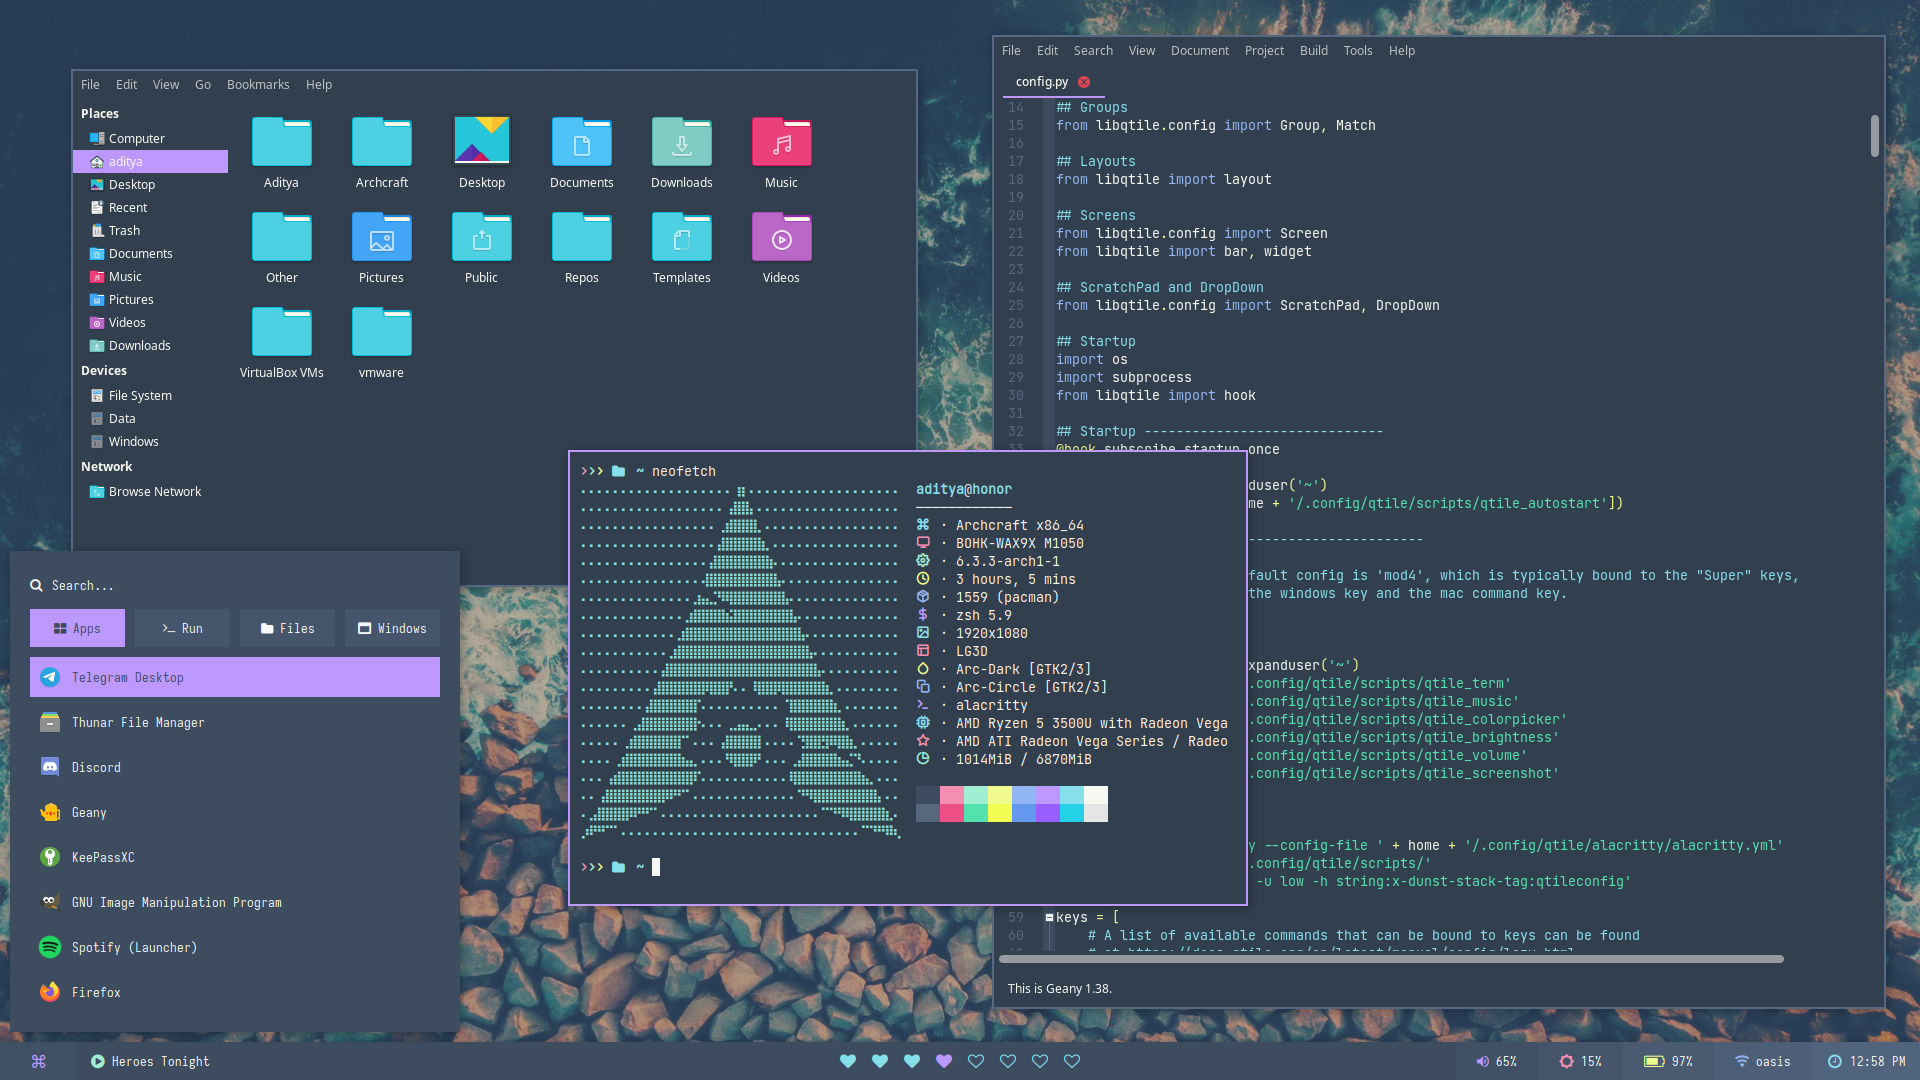 File Edit View Go Bookmarks Help
Places
Computer
aditya
Desktop
Recent
Trash
Documents
Music
Pictures
Videos
Downloads
Devices
File System
Data
Windows
Network
Browse Network
Aditya Archcraft Desktop Documents Downloads Music
Other Pictures Public Repos Templates Videos
VirtualBox VMs vmware
File Edit Search View Document Project Build Tools Help
config.py
14 ## Groups
15 from libqtile.config import Group, Match
16
17 ## Layouts
18 from libqtile import layout
19
20 ## Screens
21 from libqtile.config import Screen
22 from libqtile import bar, widget
23
24 ## ScratchPad and DropDown
25 from libqtile.config import ScratchPad, DropDown
26
27 ## Startup
28 import os
29 import subprocess
30 from libqtile import hook
31
32 ## Startup ------------------------------
33 @hook.subscribe.startup_once
duser('~')
me + '/.config/qtile/scripts/qtile_autostart'])
----------------------
fault config is 'mod4', which is typically bound to the "Super" keys,
the windows key and the mac command key.
xpanduser('~')
.config/qtile/scripts/qtile_term'
.config/qtile/scripts/qtile_music'
.config/qtile/scripts/qtile_colorpicker'
.config/qtile/scripts/qtile_brightness'
.config/qtile/scripts/qtile_volume'
.config/qtile/scripts/qtile_screenshot'
y --config-file ' + home + '/.config/qtile/alacritty/alacritty.yml'
.config/qtile/scripts/'
-u low -h string:x-dunst-stack-tag:qtileconfig'
59 keys = [
60 # A list of available commands that can be bound to keys can be found
This is Geany 1.38.
>>> ~ neofetch
aditya@honor
------------
· Archcraft x86_64
· BOHK-WAX9X M1050
· 6.3.3-arch1-1
· 3 hours, 5 mins
· 1559 (pacman)
· zsh 5.9
· 1920x1080
· LG3D
· Arc-Dark [GTK2/3]
· Arc-Circle [GTK2/3]
· alacritty
· AMD Ryzen 5 3500U with Radeon Vega
· AMD ATI Radeon Vega Series / Radeo
· 1014MiB / 6870MiB
>>> ~
Search...
Apps Run Files Windows
Telegram Desktop
Thunar File Manager
Discord
Geany
KeePassXC
GNU Image Manipulation Program
Spotify (Launcher)
Firefox
Heroes Tonight
65% 15% 97% oasis 12:58 PM